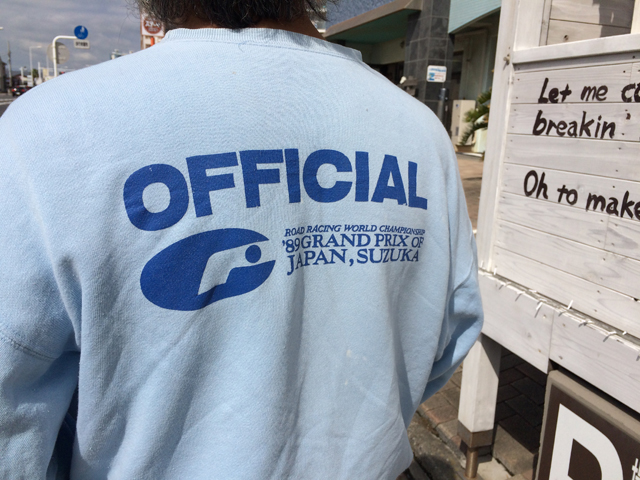 OFFICIAL
ROAD RACING WORLD CHAMPIONSHIP
'89 GRAND PRIX OF
JAPAN, SUZUKA
Let me
breakin'
Oh to make